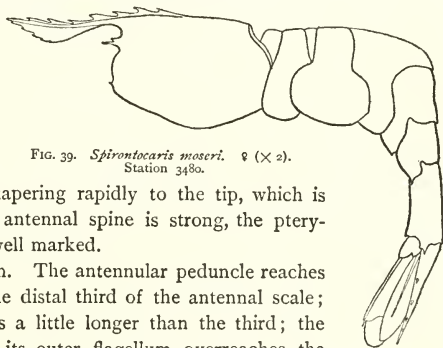 FIG. 39. Spirontocaris moseri. ♀ (× 2).
Station 3480.
apering rapidly to the tip, which is
antennal spine is strong, the ptery-
vell marked.
n. The antennular peduncle reaches
e distal third of the antennal scale;
s a little longer than the third; the
its outer flagellum overreaches the